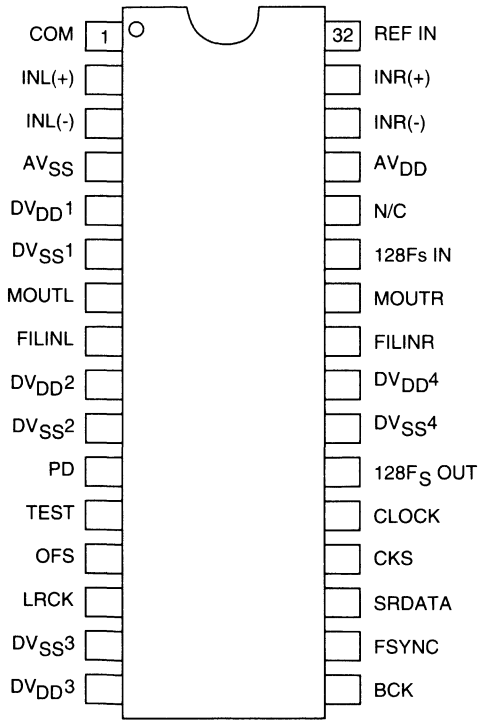 COM 1 32 REF IN
INL(+) INR(+)
INL(-) INR(-)
AVSS AVDD
DVDD1 N/C
DVSS1 128Fs IN
MOUTL MOUTR
FILINL FILINR
DVDD2 DVDD4
DVSS2 DVSS4
PD 128FS OUT
TEST CLOCK
OFS CKS
LRCK SRDATA
DVSS3 FSYNC
DVDD3 BCK